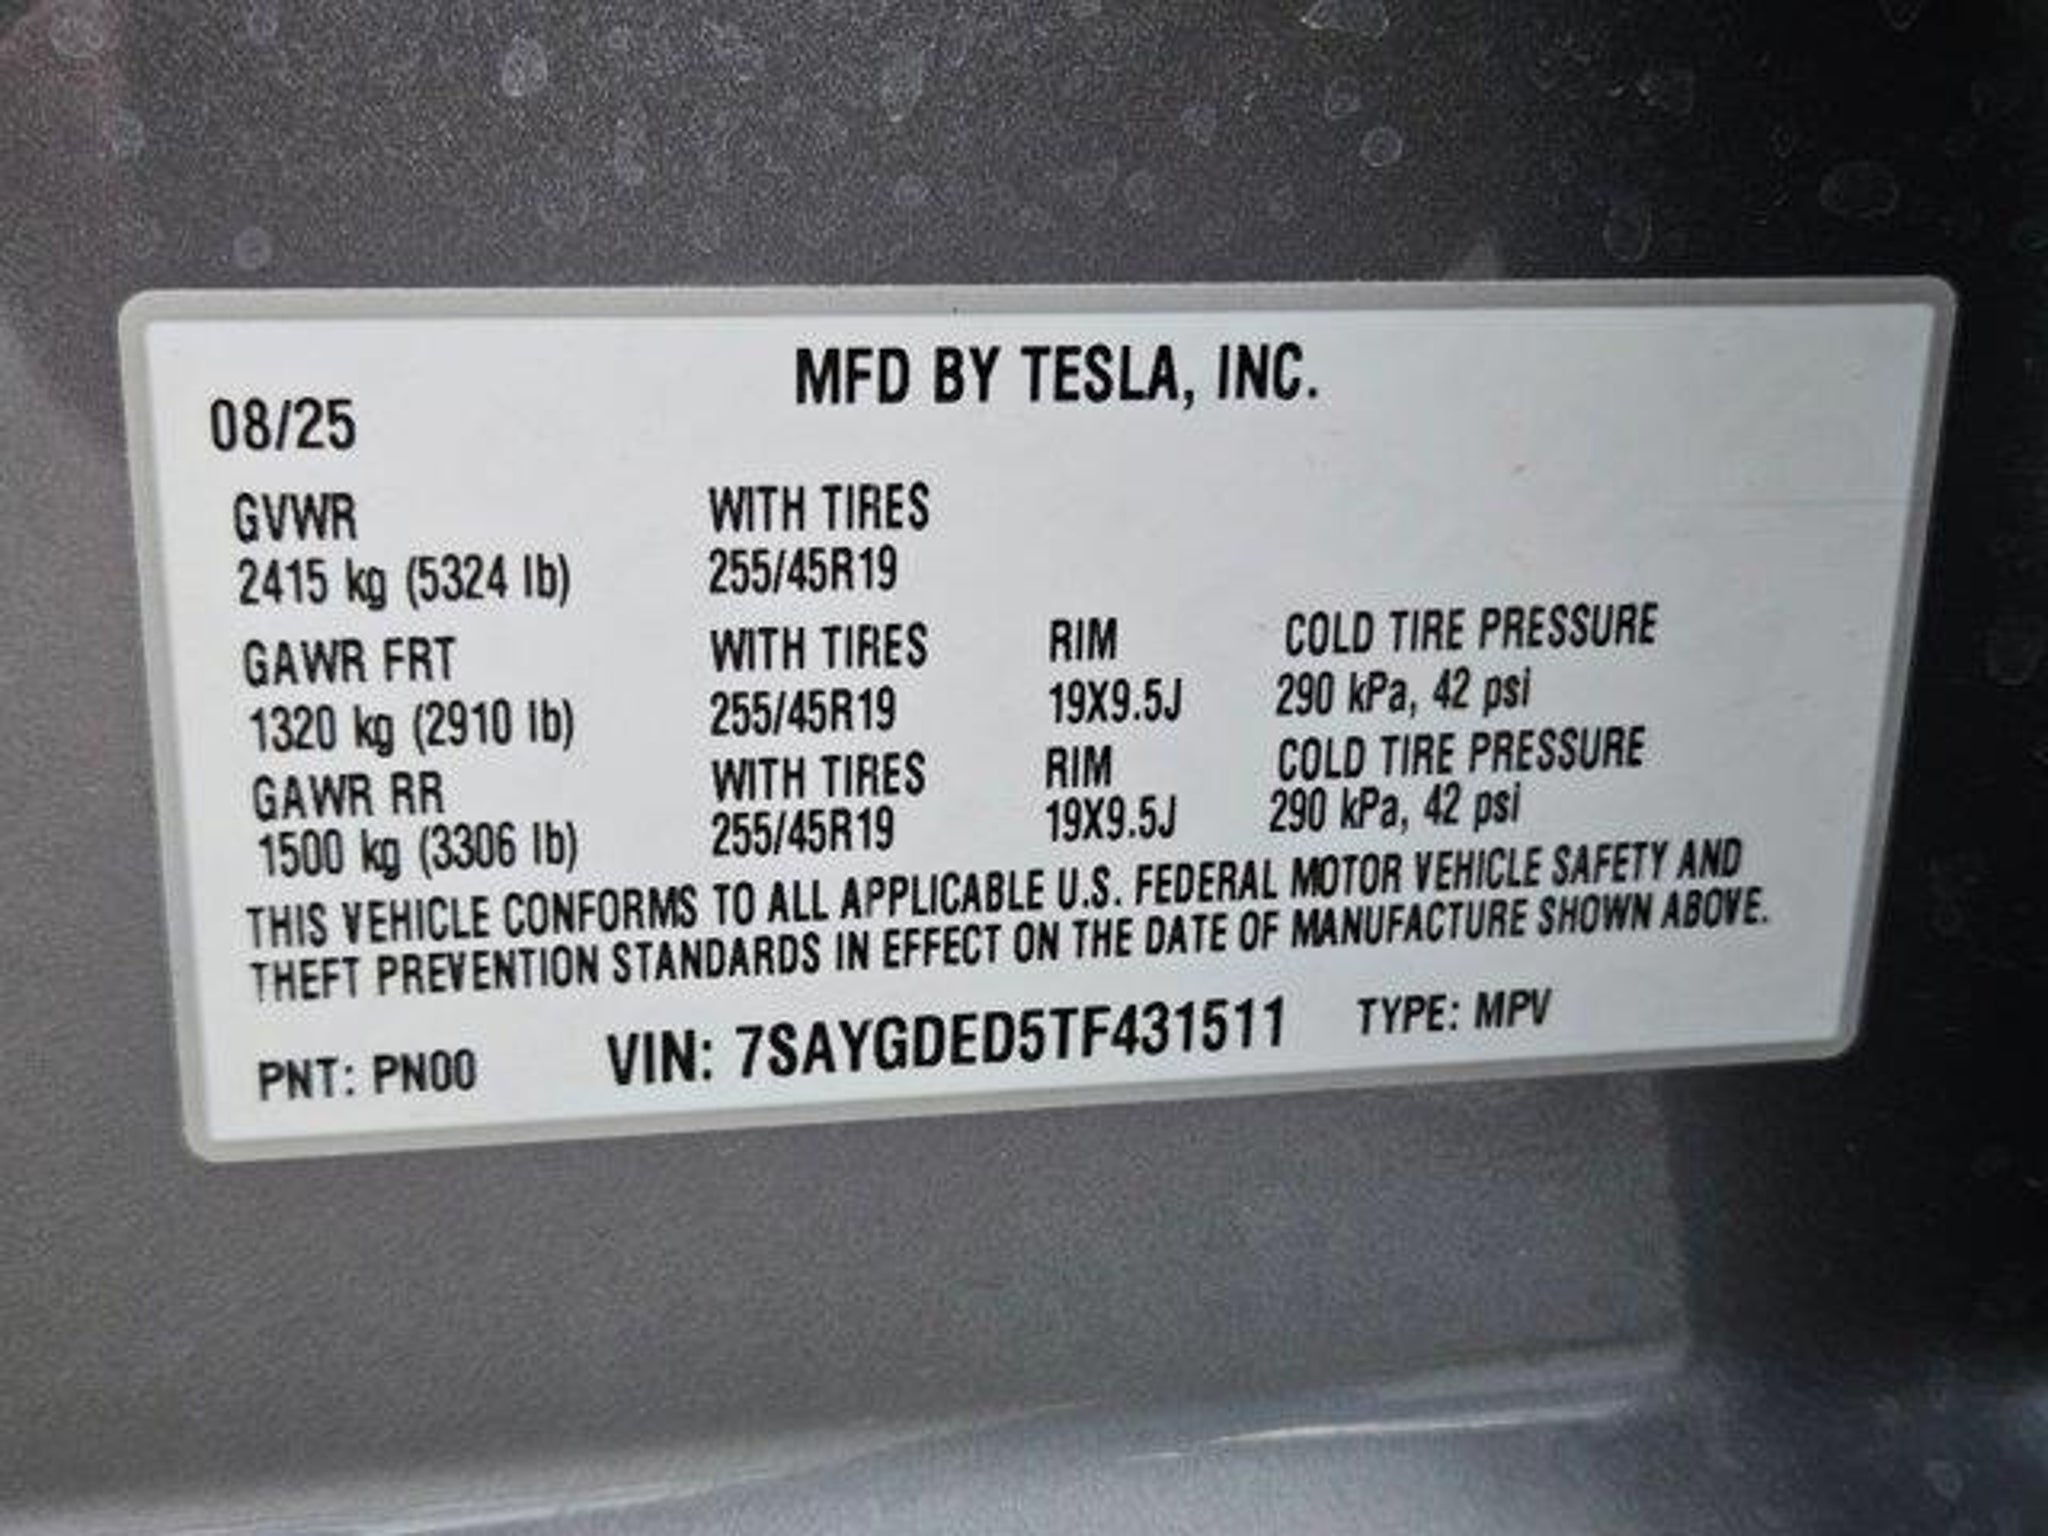 MFD BY TESLA, INC.
08/25
GVWR WITH TIRES
2415 kg (5324 lb) 255/45R19
GAWR FRT WITH TIRES RIM COLD TIRE PRESSURE
1320 kg (2910 lb) 255/45R19 19X9.5J 290 kPa, 42 psi
GAWR RR WITH TIRES RIM COLD TIRE PRESSURE
1500 kg (3306 lb) 255/45R19 19X9.5J 290 kPa, 42 psi
THIS VEHICLE CONFORMS TO ALL APPLICABLE U.S. FEDERAL MOTOR VEHICLE SAFETY AND
THEFT PREVENTION STANDARDS IN EFFECT ON THE DATE OF MANUFACTURE SHOWN ABOVE.
PNT: PN00 VIN: 7SAYGDED5TF431511 TYPE: MPV